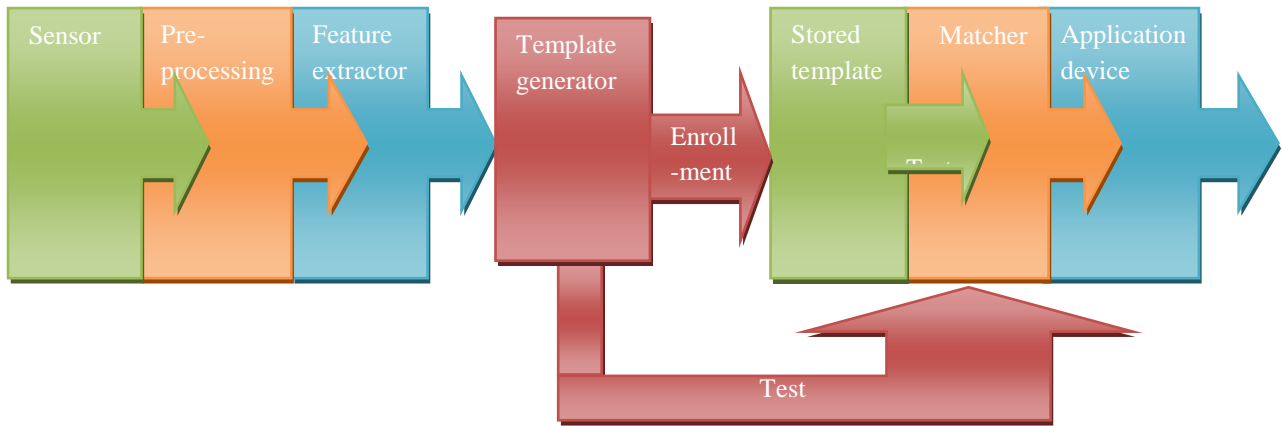 Sensor
Pre-
processing
Feature
extractor
Template
generator
Enroll
-ment
Stored
template
Matcher
Application
device
Test